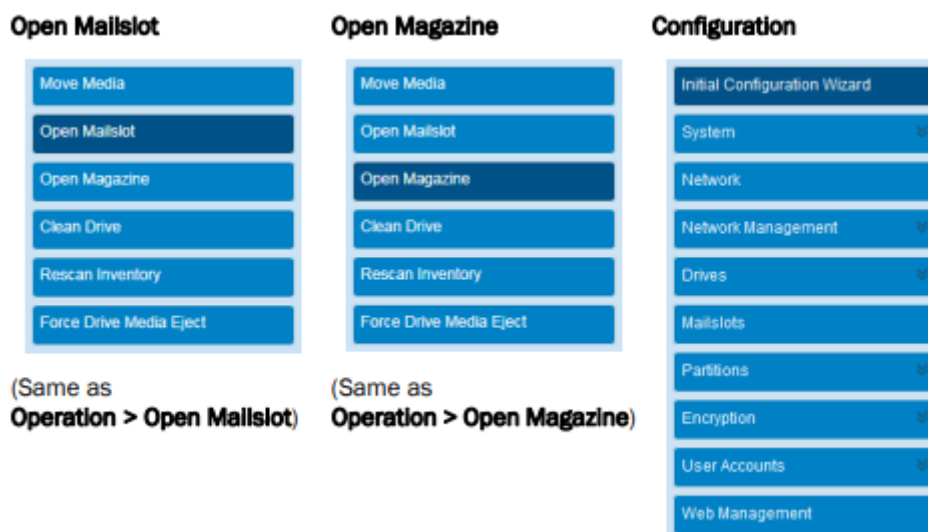 Open Mailslot
Move Media
Open Mailslot
Open Magazine
Clean Drive
Rescan Inventory
Force Drive Media Eject
(Same as
Operation > Open Mailslot)
Open Magazine
Move Media
Open Mailslot
Open Magazine
Clean Drive
Rescan Inventory
Force Drive Media Eject
(Same as
Operation > Open Magazine)
Configuration
Initial Configuration Wizard
System
Network
Network Management
Drives
Mailslots
Partitions
Encryption
User Accounts
Web Management